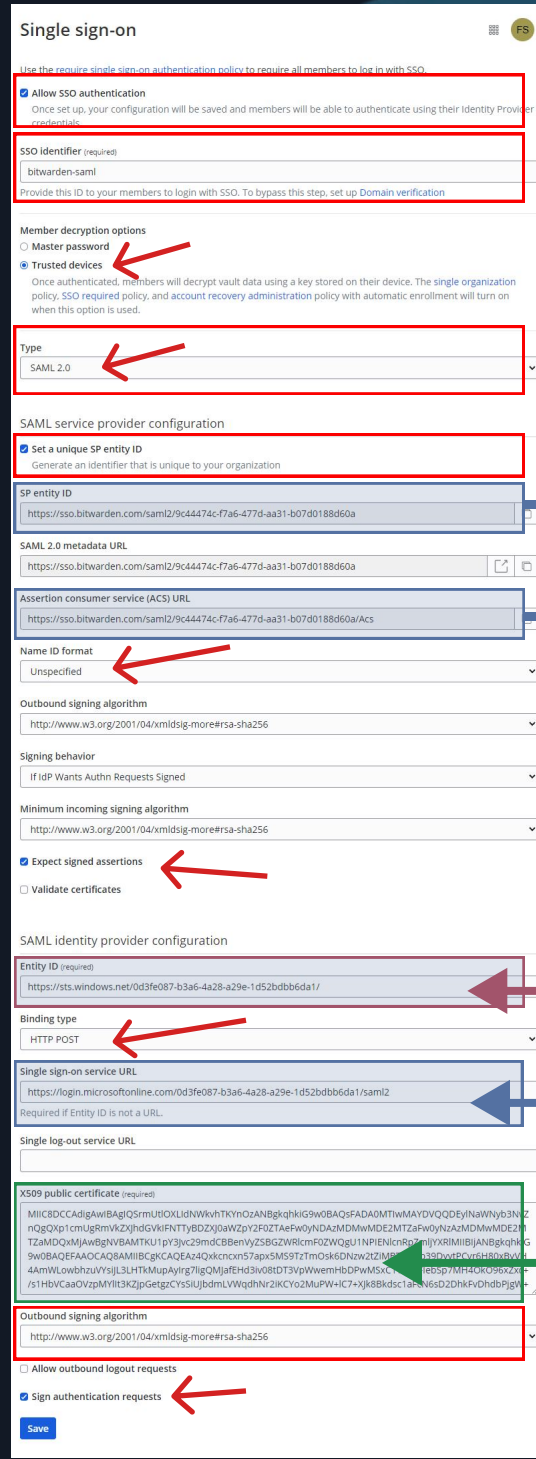 Single sign-on
FS
Use the require single sign-on authentication policy to require all members to log in with SSO.
Allow SSO authentication
Once set up, your configuration will be saved and members will be able to authenticate using their Identity Provider
credentials.
SSO identifier (required)
bitwarden-saml
Provide this ID to your members to login with SSO. To bypass this step, set up Domain verification
Member decryption options
Master password
Trusted devices
Once authenticated, members will decrypt vault data using a key stored on their device. The single organization
policy, SSO required policy, and account recovery administration policy with automatic enrollment will turn on
when this option is used.
Type
SAML 2.0
SAML service provider configuration
Set a unique SP entity ID
Generate an identifier that is unique to your organization
SP entity ID
https://sso.bitwarden.com/saml2/9c44474c-f7a6-477d-aa31-b07d0188d60a
SAML 2.0 metadata URL
https://sso.bitwarden.com/saml2/9c44474c-f7a6-477d-aa31-b07d0188d60a
Assertion consumer service (ACS) URL
https://sso.bitwarden.com/saml2/9c44474c-f7a6-477d-aa31-b07d0188d60a/Acs
Name ID format
Unspecified
Outbound signing algorithm
http://www.w3.org/2001/04/xmldsig-more#rsa-sha256
Signing behavior
If IdP Wants Authn Requests Signed
Minimum incoming signing algorithm
http://www.w3.org/2001/04/xmldsig-more#rsa-sha256
Expect signed assertions
Validate certificates
SAML identity provider configuration
Entity ID (required)
https://sts.windows.net/0d3fe087-b3a6-4a28-a29e-1d52bdbb6da1/
Binding type
HTTP POST
Single sign-on service URL
https://login.microsoftonline.com/0d3fe087-b3a6-4a28-a29e-1d52bdbb6da1/saml2
Required if Entity ID is not a URL.
Single log-out service URL
X509 public certificate (required)
Outbound signing algorithm
http://www.w3.org/2001/04/xmldsig-more#rsa-sha256
Allow outbound logout requests
Sign authentication requests
Save